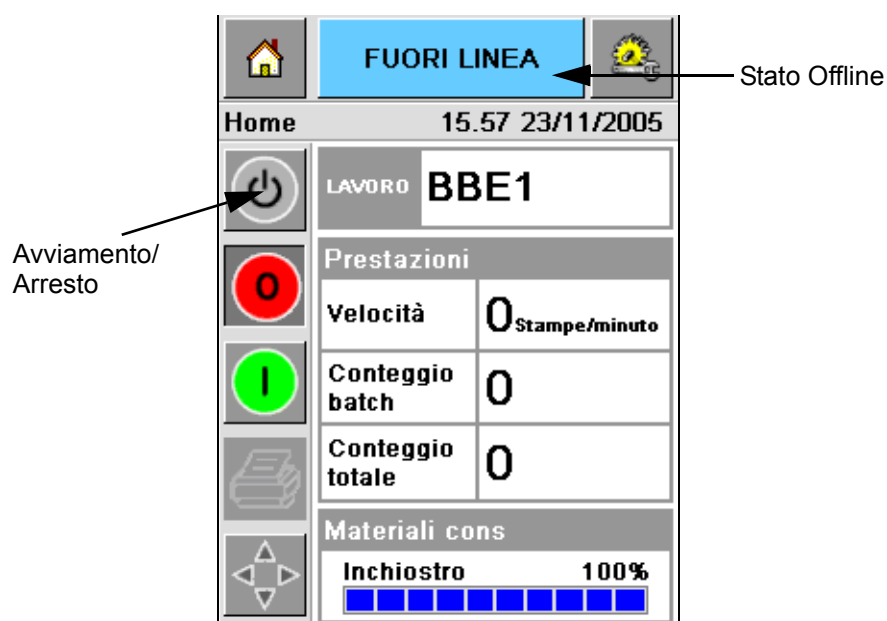 FUORI LINEA
Stato Offline
Home 15.57 23/11/2005
LAVORO BBE1
Avviamento/
Arresto
Prestazioni
O
Velocità 0 Stampe/minuto
I
Conteggio
batch 0
Conteggio
totale 0
Materiali cons
Inchiostro 100%